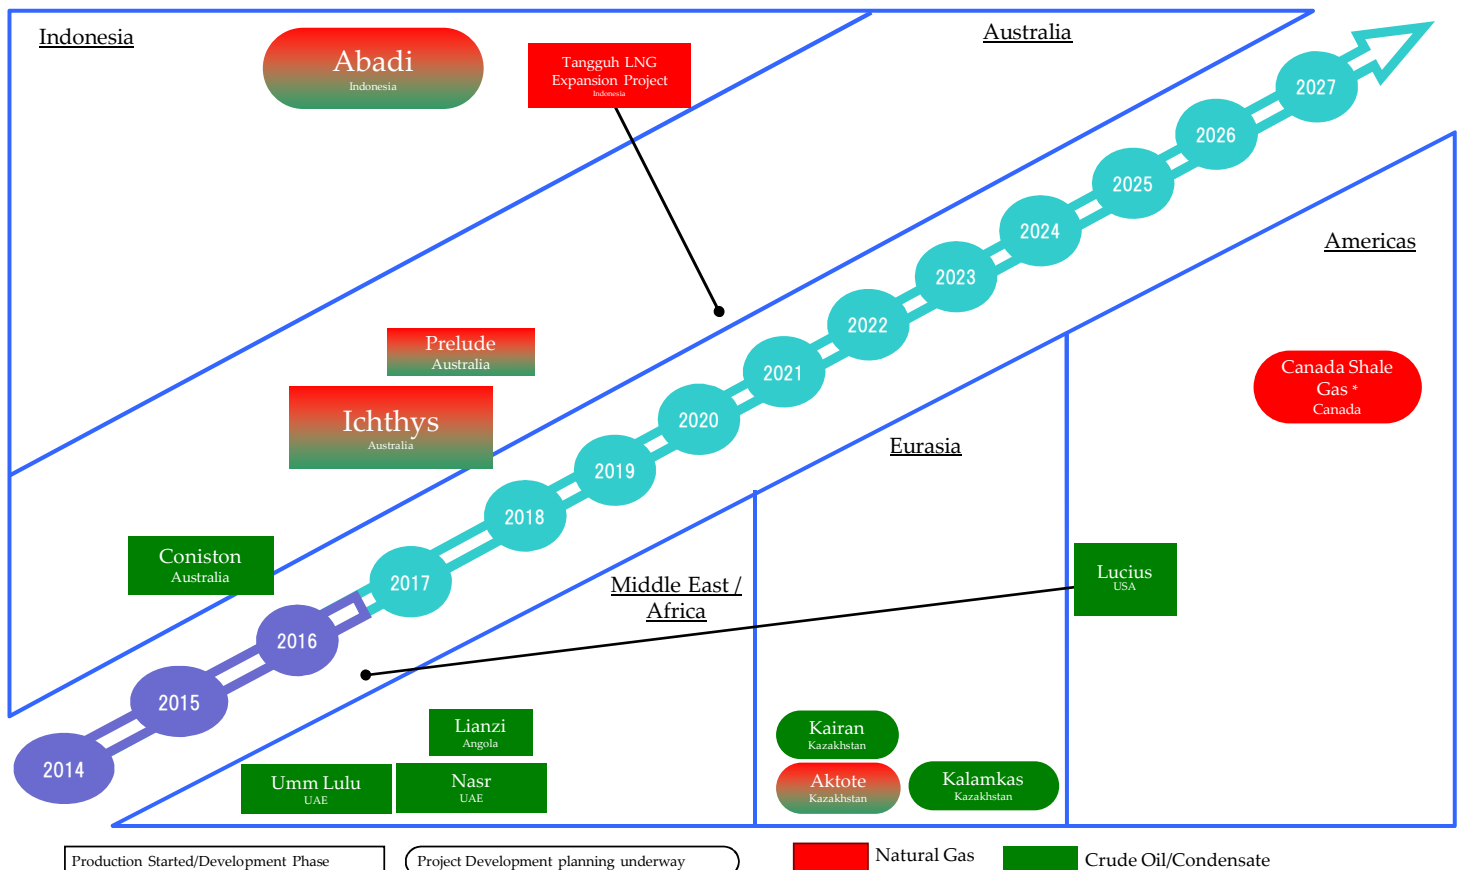 Indonesia
Abadi
Indonesia
Tangguh LNG
Expansion Project
Indonesia
Australia
2027
2026
2025
2024
2023
2022
2021
2020
2019
2018
2017
2016
2015
2014
Prelude
Australia
Ichthys
Australia
Coniston
Australia
Americas
Canada Shale
Gas *
Canada
Lucius
USA
Eurasia
Kairan
Kazakhstan
Aktote
Kazakhstan
Kalamkas
Kazakhstan
Middle East /
Africa
Lianzi
Angola
Umm Lulu
UAE
Nasr
UAE
Production Started/Development Phase
Project Development planning underway
Natural Gas
Crude Oil/Condensate